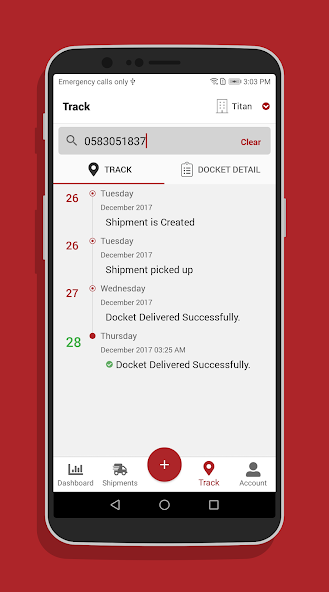 Emergency calls only
3:03 PM
Track
Titan
0583051837
Clear
TRACK
DOCKET DETAIL
26
Tuesday
December 2017
Shipment is Created
26
Tuesday
December 2017
Shipment picked up
27
Wednesday
December 2017
Docket Delivered Successfully.
28
Thursday
December 2017 03:25 AM
Docket Delivered Successfully.
+
Dashboard
Shipments
Track
Account